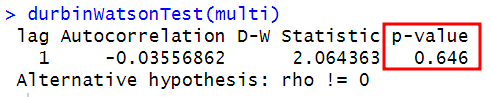 > durbinWatsonTest(multi)
lag Autocorrelation D-W Statistic p-value
1 -0.03556862 2.064363 0.646
Alternative hypothesis: rho != 0